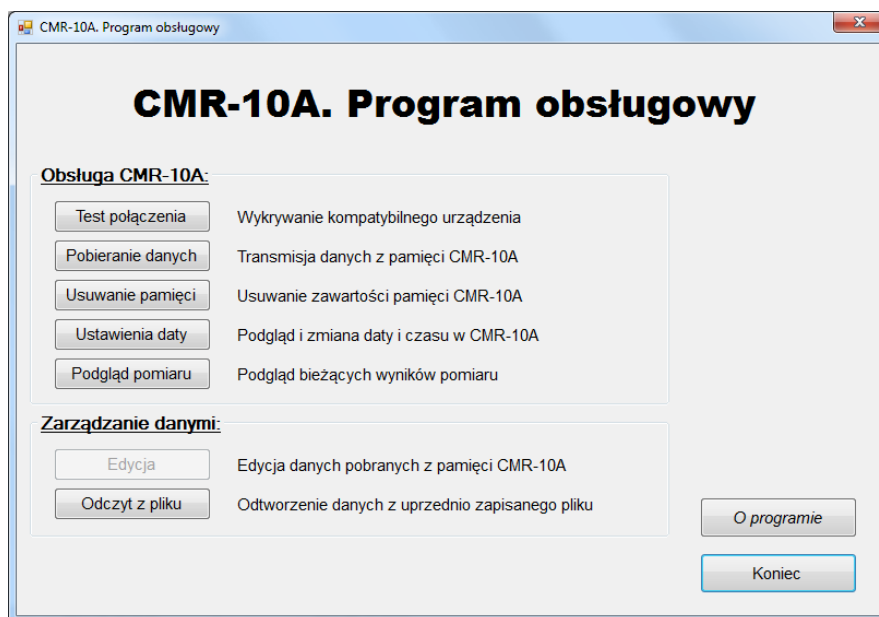 CMR-10A. Program obsługowy
CMR-10A. Program obsługowy
Obsługa CMR-10A:
Test połączenia Wykrywanie kompatybilnego urządzenia
Pobieranie danych Transmisja danych z pamięci CMR-10A
Usuwanie pamięci Usuwanie zawartości pamięci CMR-10A
Ustawienia daty Podgląd i zmiana daty i czasu w CMR-10A
Podgląd pomiaru Podgląd bieżących wyników pomiaru
Zarządzanie danymi:
Edycja Edycja danych pobranych z pamięci CMR-10A
Odczyt z pliku Odtworzenie danych z uprzednio zapisanego pliku
O programie
Koniec